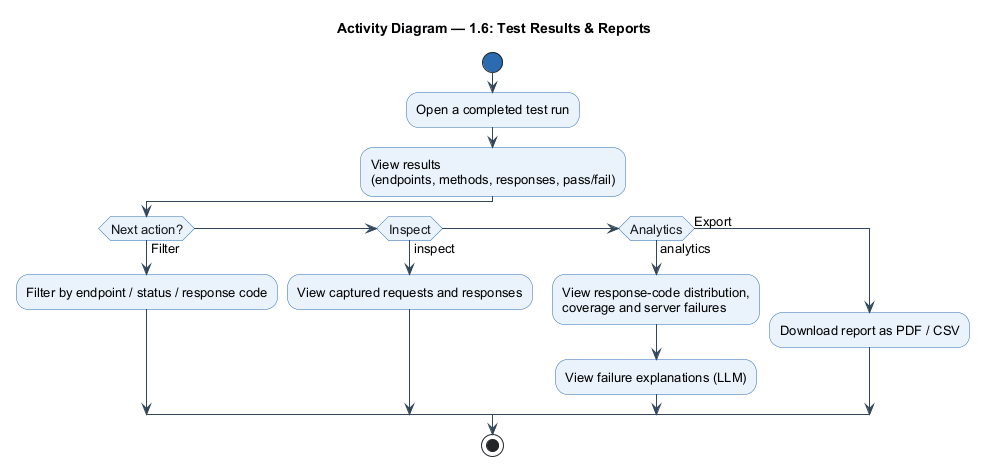 Activity Diagram — 1.6: Test Results & Reports
Open a completed test run
View results
(endpoints, methods, responses, pass/fail)
Next action?
Filter
Inspect
inspect
Analytics
analytics
Export
Filter by endpoint / status / response code
View captured requests and responses
View response-code distribution,
coverage and server failures
Download report as PDF / CSV
View failure explanations (LLM)